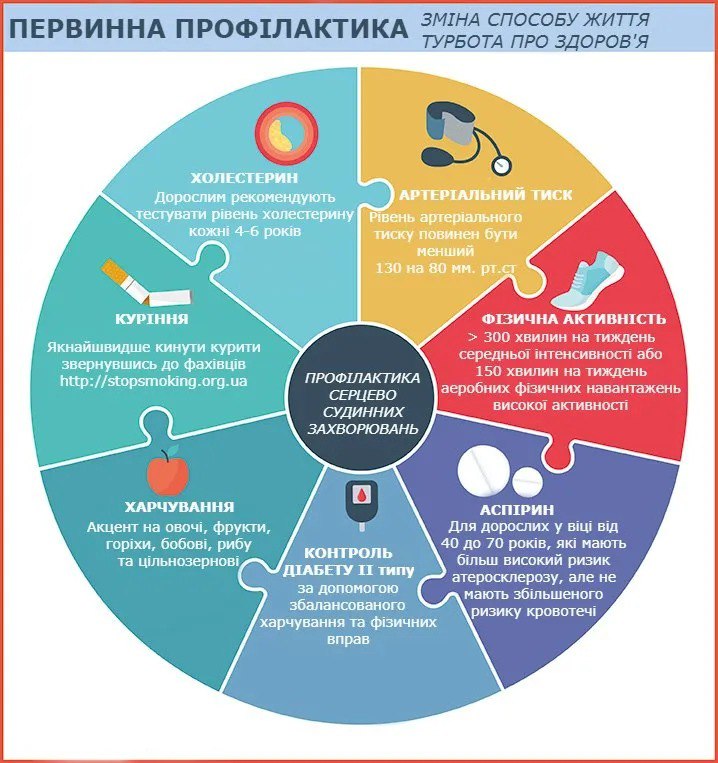 ПЕРВИННА ПРОФІЛАКТИКА
ЗМІНА СПОСОБУ ЖИТТЯ
ТУРБОТА ПРО ЗДОРОВ'Я
ХОЛЕСТЕРИН
Дорослим рекомендують
тестувати рівень холестерину
кожні 4-6 років
АРТЕРІАЛЬНИЙ ТИСК
Рівень артеріального
тиску повинен бути
менший
130 на 80 мм. рт.ст
ФІЗИЧНА АКТИВНІСТЬ
> 300 хвилин на тиждень
середньої інтенсивності або
150 хвилин на тиждень
аеробних фізичних навантажень
високої активності
АСПІРИН
Для дорослих у віці від
40 до 70 років, які мають
більш високий ризик
атеросклерозу, але не
мають збільшеного
ризику кровотечі
КОНТРОЛЬ
ДІАБЕТУ ІІ типу
за допомогою
збалансованого
харчування та фізичних
вправ
ХАРЧУВАННЯ
Акцент на овочі, фрукти,
горіхи, бобові, рибу
та цільнозернові
КУРІННЯ
Якнайшвидше кинути курити
звернувшись до фахівців
http://stopsmoking.org.ua
ПРОФІЛАКТИКА
СЕРЦЕВО
СУДИННИХ
ЗАХВОРЮВАНЬ